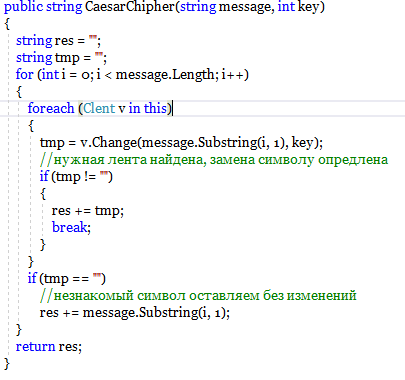 public string CaesarChipher(string message, int key)
{
string res = "";
string tmp = "";
for (int i = 0; i < message.Length; i++)
{
foreach (Clent v in this)
{
tmp = v.Change(message.Substring(i, 1), key);
//нужная лента найдена, замена символу опредлена
if (tmp != "")
{
res += tmp;
break;
}
}
if (tmp == "")
//незнакомый символ оставляем без изменений
res += message.Substring(i, 1);
}
return res;
}